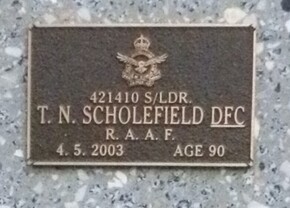 421410 S/LDR.
T. N. SCHOLEFIELD DFC
R. A. A. F.
4. 5. 2003 AGE 90